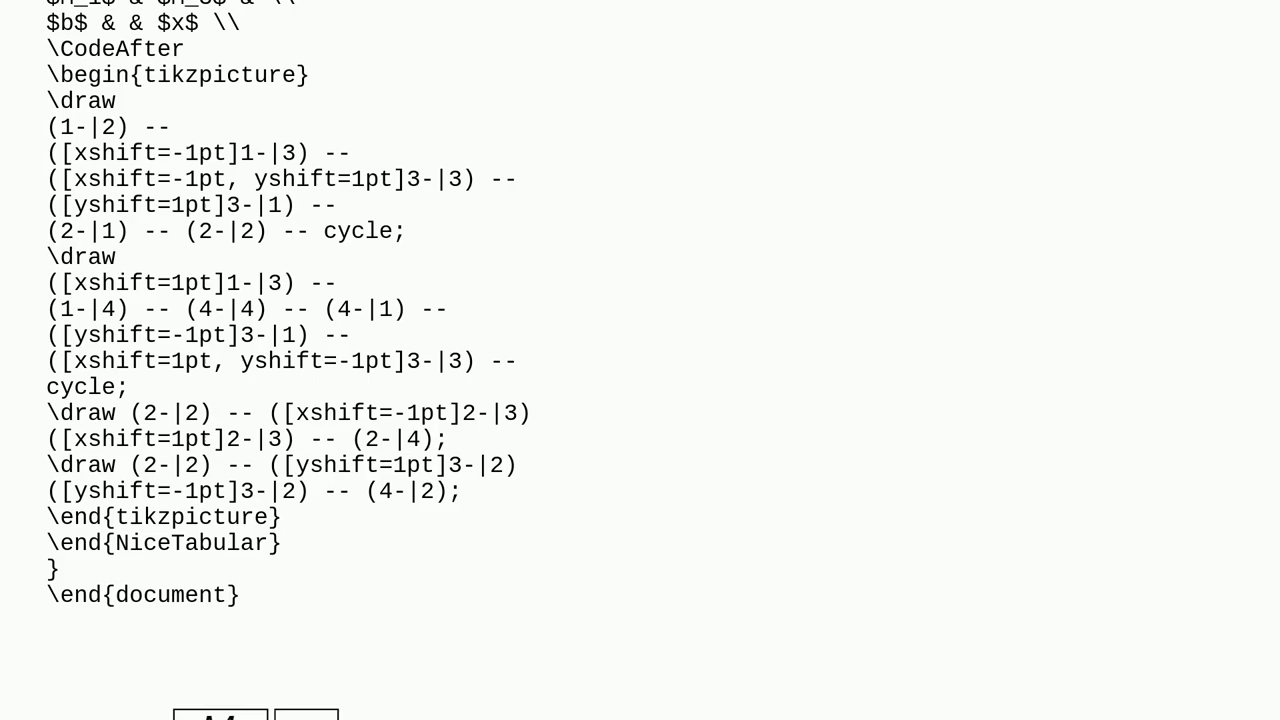 $b$ & & $x$ \\
\CodeAfter
\begin{tikzpicture}
\draw
(1-|2) --
([xshift=-1pt]1-|3) --
([xshift=-1pt, yshift=1pt]3-|3) --
([yshift=1pt]3-|1) --
(2-|1) -- (2-|2) -- cycle;
\draw
([xshift=1pt]1-|3) --
(1-|4) -- (4-|4) -- (4-|1) --
([yshift=-1pt]3-|1) --
([xshift=1pt, yshift=-1pt]3-|3) --
cycle;
\draw (2-|2) -- ([xshift=-1pt]2-|3)
([xshift=1pt]2-|3) -- (2-|4);
\draw (2-|2) -- ([yshift=1pt]3-|2)
([yshift=-1pt]3-|2) -- (4-|2);
\end{tikzpicture}
\end{NiceTabular}
}
\end{document}